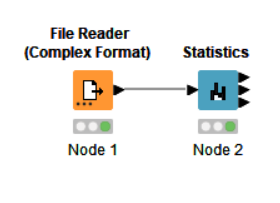 File Reader
(Complex Format)
Statistics
Node 1
Node 2